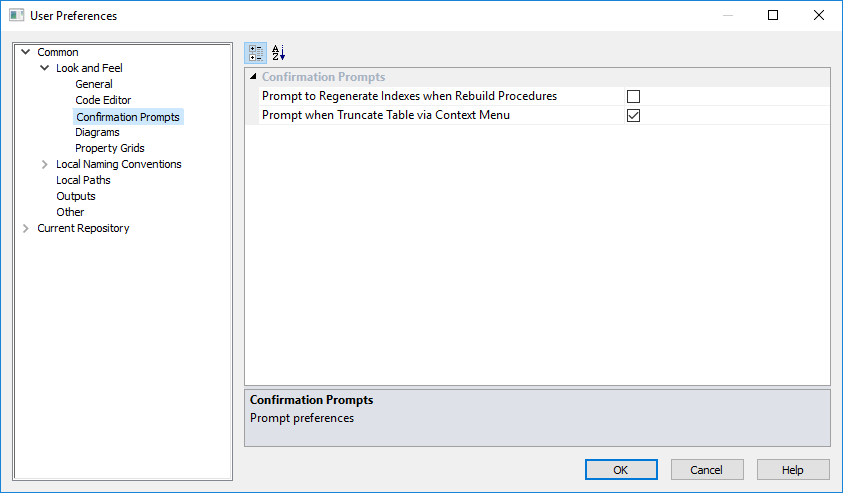 User Preferences
Common
Look and Feel
General
Code Editor
Confirmation Prompts
Diagrams
Property Grids
Local Naming Conventions
Local Paths
Outputs
Other
Current Repository
A
Z
Confirmation Prompts
Prompt to Regenerate Indexes when Rebuild Procedures
Prompt when Truncate Table via Context Menu
Confirmation Prompts
Prompt preferences
OK
Cancel
Help